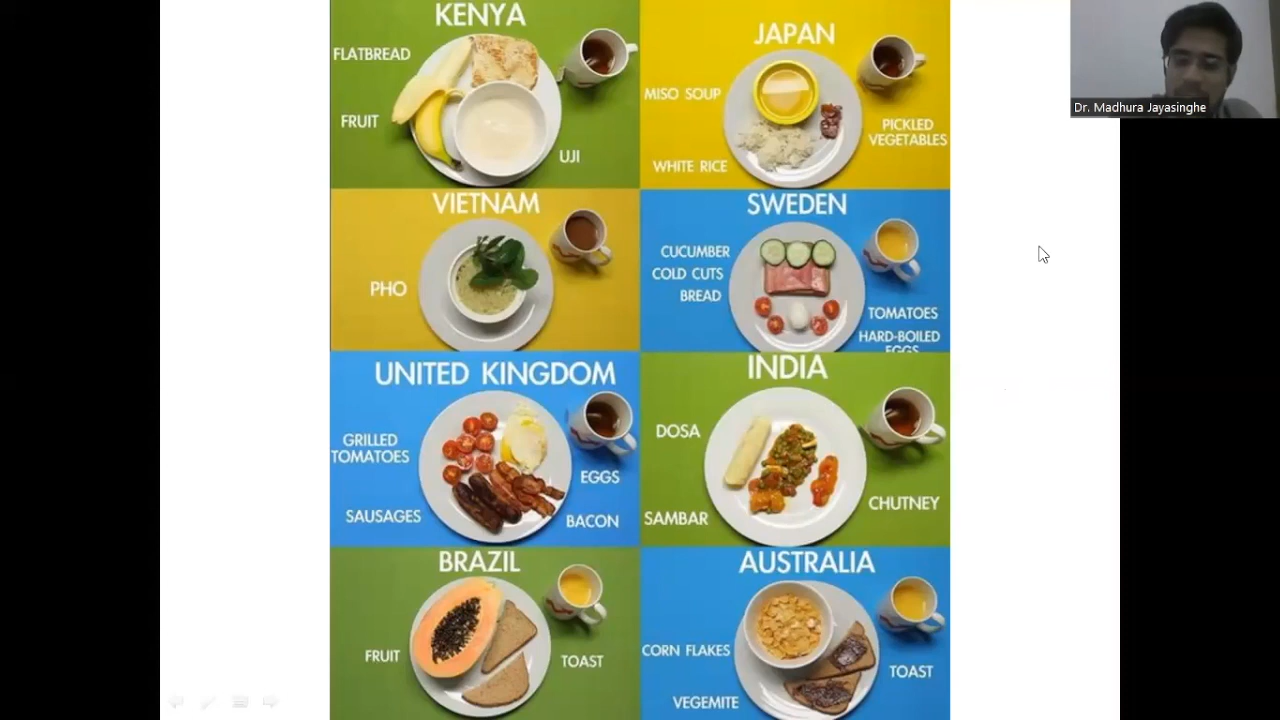 KENYA
FLATBREAD
FRUIT
UJI
JAPAN
MISO SOUP
PICKLED
VEGETABLES
WHITE RICE
VIETNAM
PHO
SWEDEN
CUCUMBER
COLD CUTS
BREAD
TOMATOES
HARD-BOILED
EGGS
UNITED KINGDOM
GRILLED
TOMATOES
EGGS
SAUSAGES
BACON
INDIA
DOSA
CHUTNEY
SAMBAR
BRAZIL
FRUIT
TOAST
AUSTRALIA
CORN FLAKES
TOAST
VEGEMITE
Dr. Madhura Jayasinghe